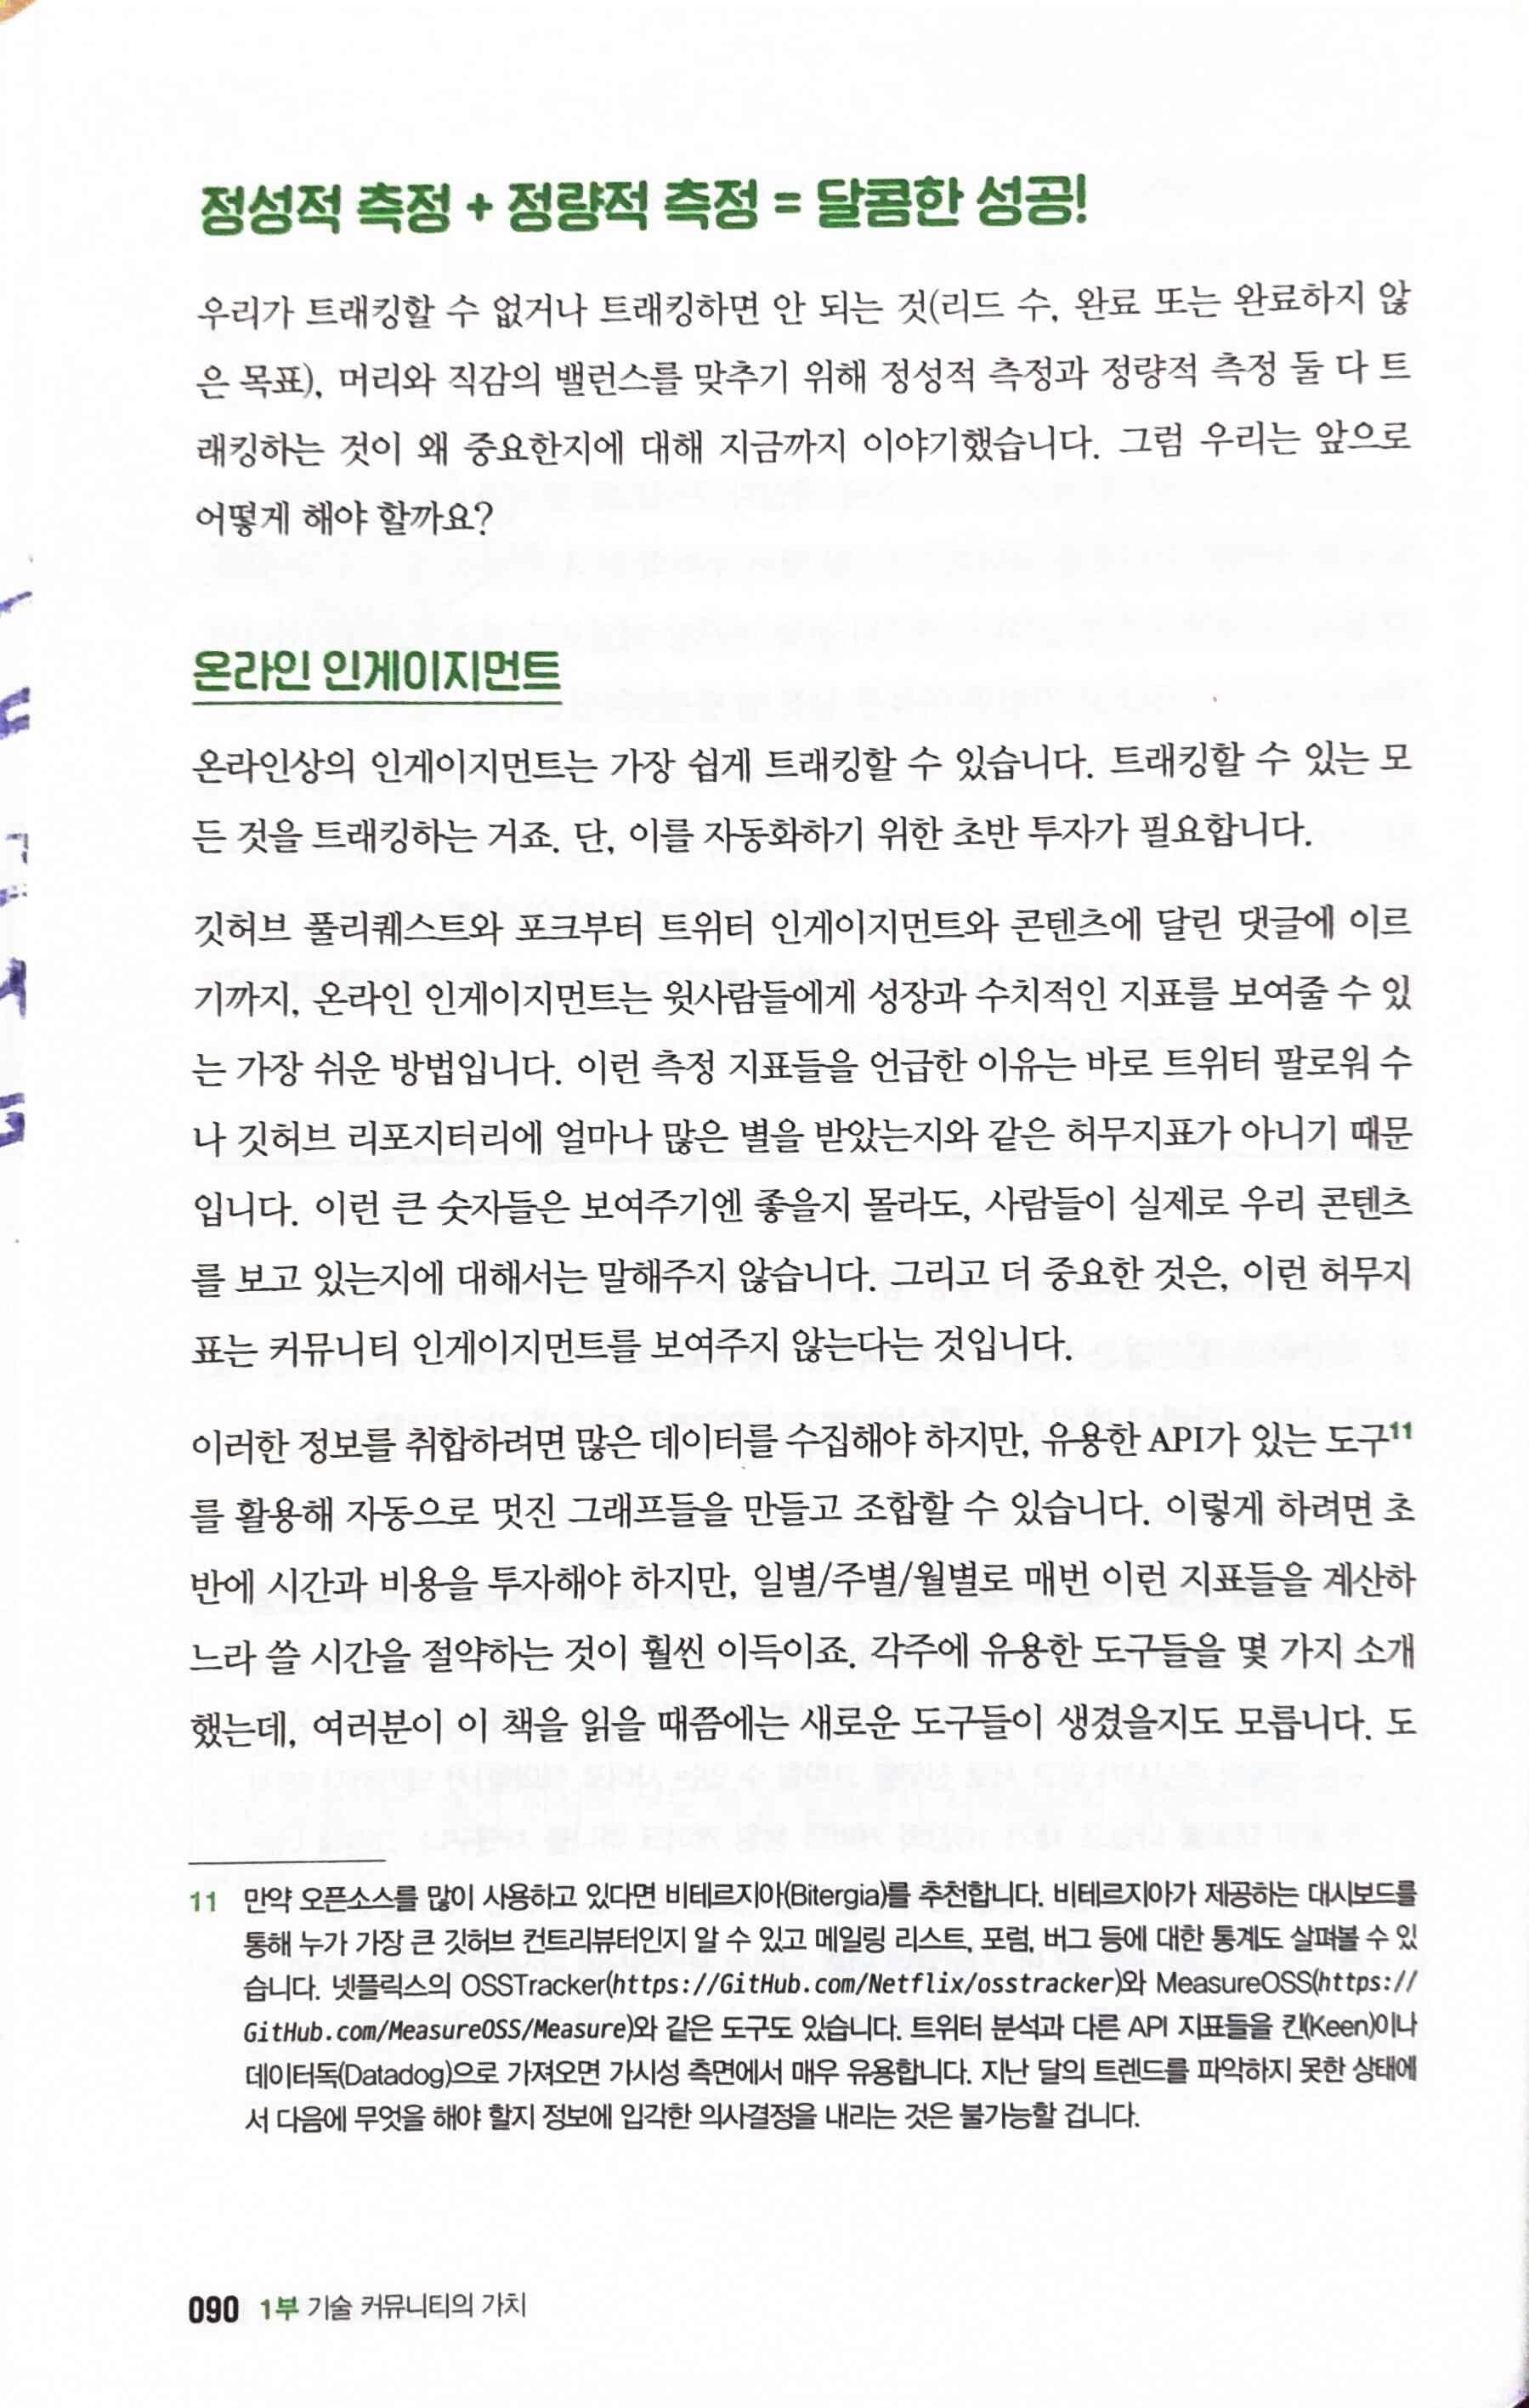 정성적 측정 + 정량적 측정 = 달콤한 성공!
우리가 트래킹할 수 없거나 트래킹하면 안 되는 것(리드 수, 완료 또는 완료하지 않
은 목표), 머리와 직감의 밸런스를 맞추기 위해 정성적 측정과 정량적 측정 둘 다 트
래킹하는 것이 왜 중요한지에 대해 지금까지 이야기했습니다. 그럼 우리는 앞으로
어떻게 해야 할까요?
온라인 인게이지먼트
온라인상의 인게이지먼트는 가장 쉽게 트래킹할 수 있습니다. 트래킹할 수 있는 모
든 것을 트래킹하는 거죠. 단, 이를 자동화하기 위한 초반 투자가 필요합니다.
깃허브 풀리퀘스트와 포크부터 트위터 인게이지먼트와 콘텐츠에 달린 댓글에 이르
기까지, 온라인 인게이지먼트는 윗사람들에게 성장과 수치적인 지표를 보여줄 수 있
는 가장 쉬운 방법입니다. 이런 측정 지표들을 언급한 이유는 바로 트위터 팔로워 수
나 깃허브 리포지터리에 얼마나 많은 별을 받았는지와 같은 허무지표가 아니기 때문
입니다. 이런 큰 숫자들은 보여주기엔 좋을지 몰라도, 사람들이 실제로 우리 콘텐츠
를 보고 있는지에 대해서는 말해주지 않습니다. 그리고 더 중요한 것은, 이런 허무지
표는 커뮤니티 인게이지먼트를 보여주지 않는다는 것입니다.
이러한 정보를 취합하려면 많은 데이터를 수집해야 하지만, 유용한 API가 있는 도구11
를 활용해 자동으로 멋진 그래프들을 만들고 조합할 수 있습니다. 이렇게 하려면 초
반에 시간과 비용을 투자해야 하지만, 일별/주별/월별로 매번 이런 지표들을 계산하
느라 쓸 시간을 절약하는 것이 훨씬 이득이죠. 각주에 유용한 도구들을 몇 가지 소개
했는데, 여러분이 이 책을 읽을 때쯤에는 새로운 도구들이 생겼을지도 모릅니다. 도
11 만약 오픈소스를 많이 사용하고 있다면 비테르지아(Bitergia)를 추천합니다. 비테르지아가 제공하는 대시보드를
통해 누가 가장 큰 깃허브 컨트리뷰터인지 알 수 있고 메일링 리스트, 포럼, 버그 등에 대한 통계도 살펴볼 수 있
습니다. 넷플릭스의 OSSTracker(https://GitHub.com/Netflix/osstracker)와 MeasureOSS(https://
GitHub.com/MeasureOSS/Measure)와 같은 도구도 있습니다. 트위터 분석과 다른 API 지표들을 킨(Keen)이나
데이터독(Datadog)으로 가져오면 가시성 측면에서 매우 유용합니다. 지난 달의 트렌드를 파악하지 못한 상태에
서 다음에 무엇을 해야 할지 정보에 입각한 의사결정을 내리는 것은 불가능할 겁니다.
090 1부 기술 커뮤니티의 가치